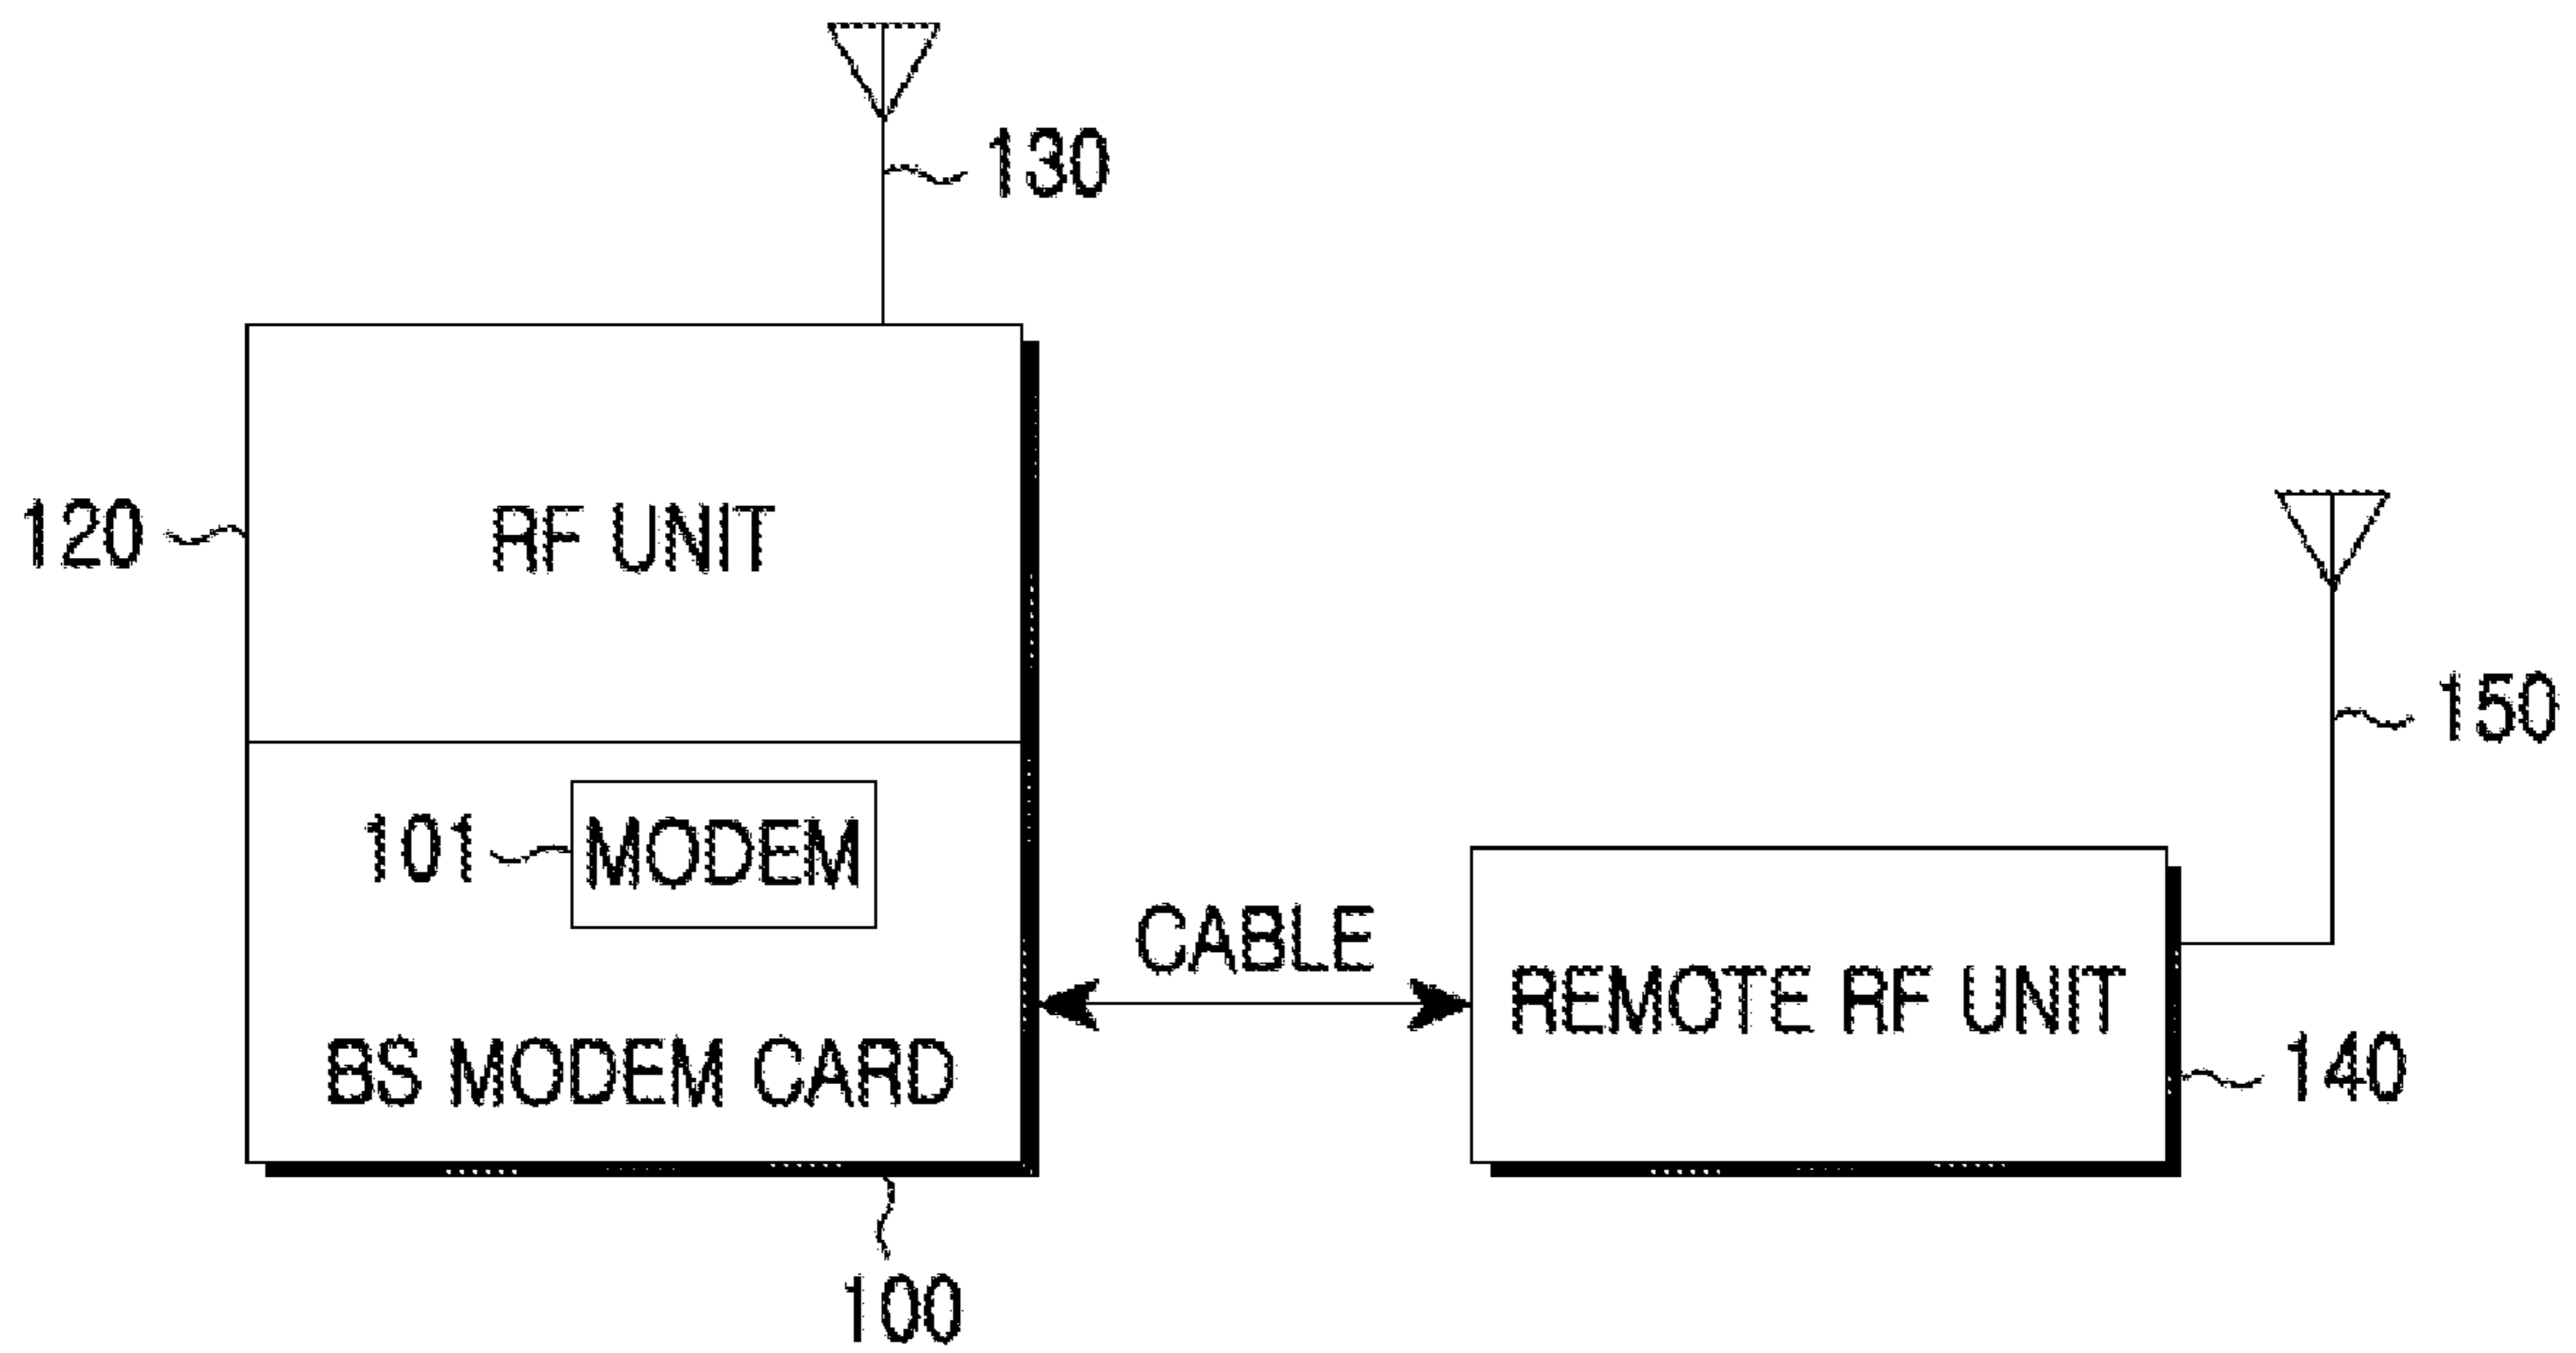 130
120
RF UNIT
150
101
MODEM
CABLE
REMOTE RF UNIT
BS MODEM CARD
140
100